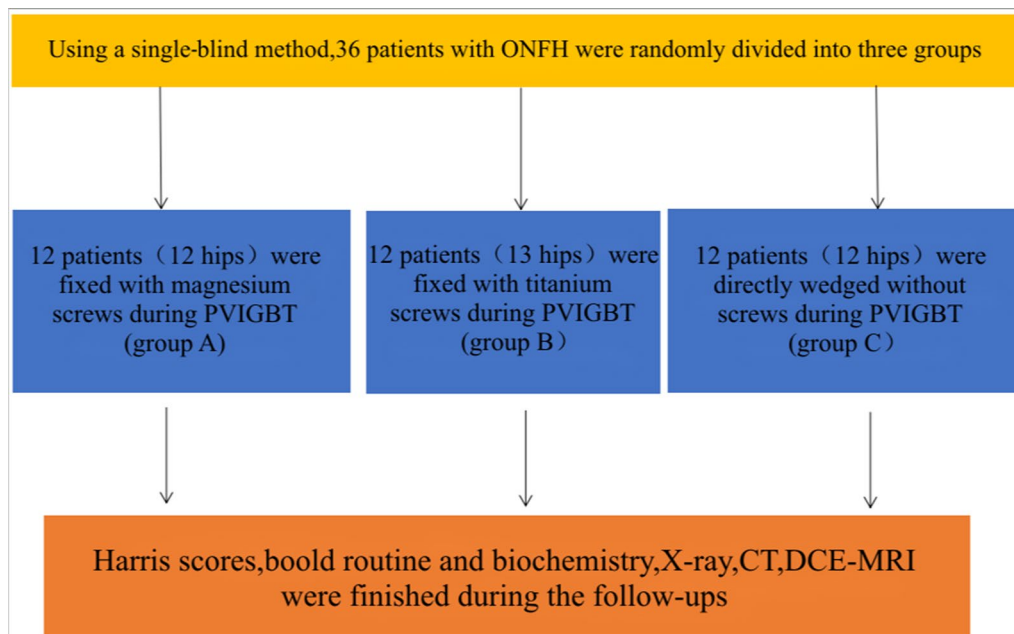 Using a single-blind method,36 patients with ONFH were randomly divided into three groups
12 patients（12 hips）were
fixed with magnesium
screws during PVIGBT
(group A)
12 patients（13 hips）were
fixed with titanium
screws during PVIGBT
(group B）
12 patients（12 hips）were
directly wedged without
screws during PVIGBT
(group C）
Harris scores,boold routine and biochemistry,X-ray,CT,DCE-MRI
were finished during the follow-ups